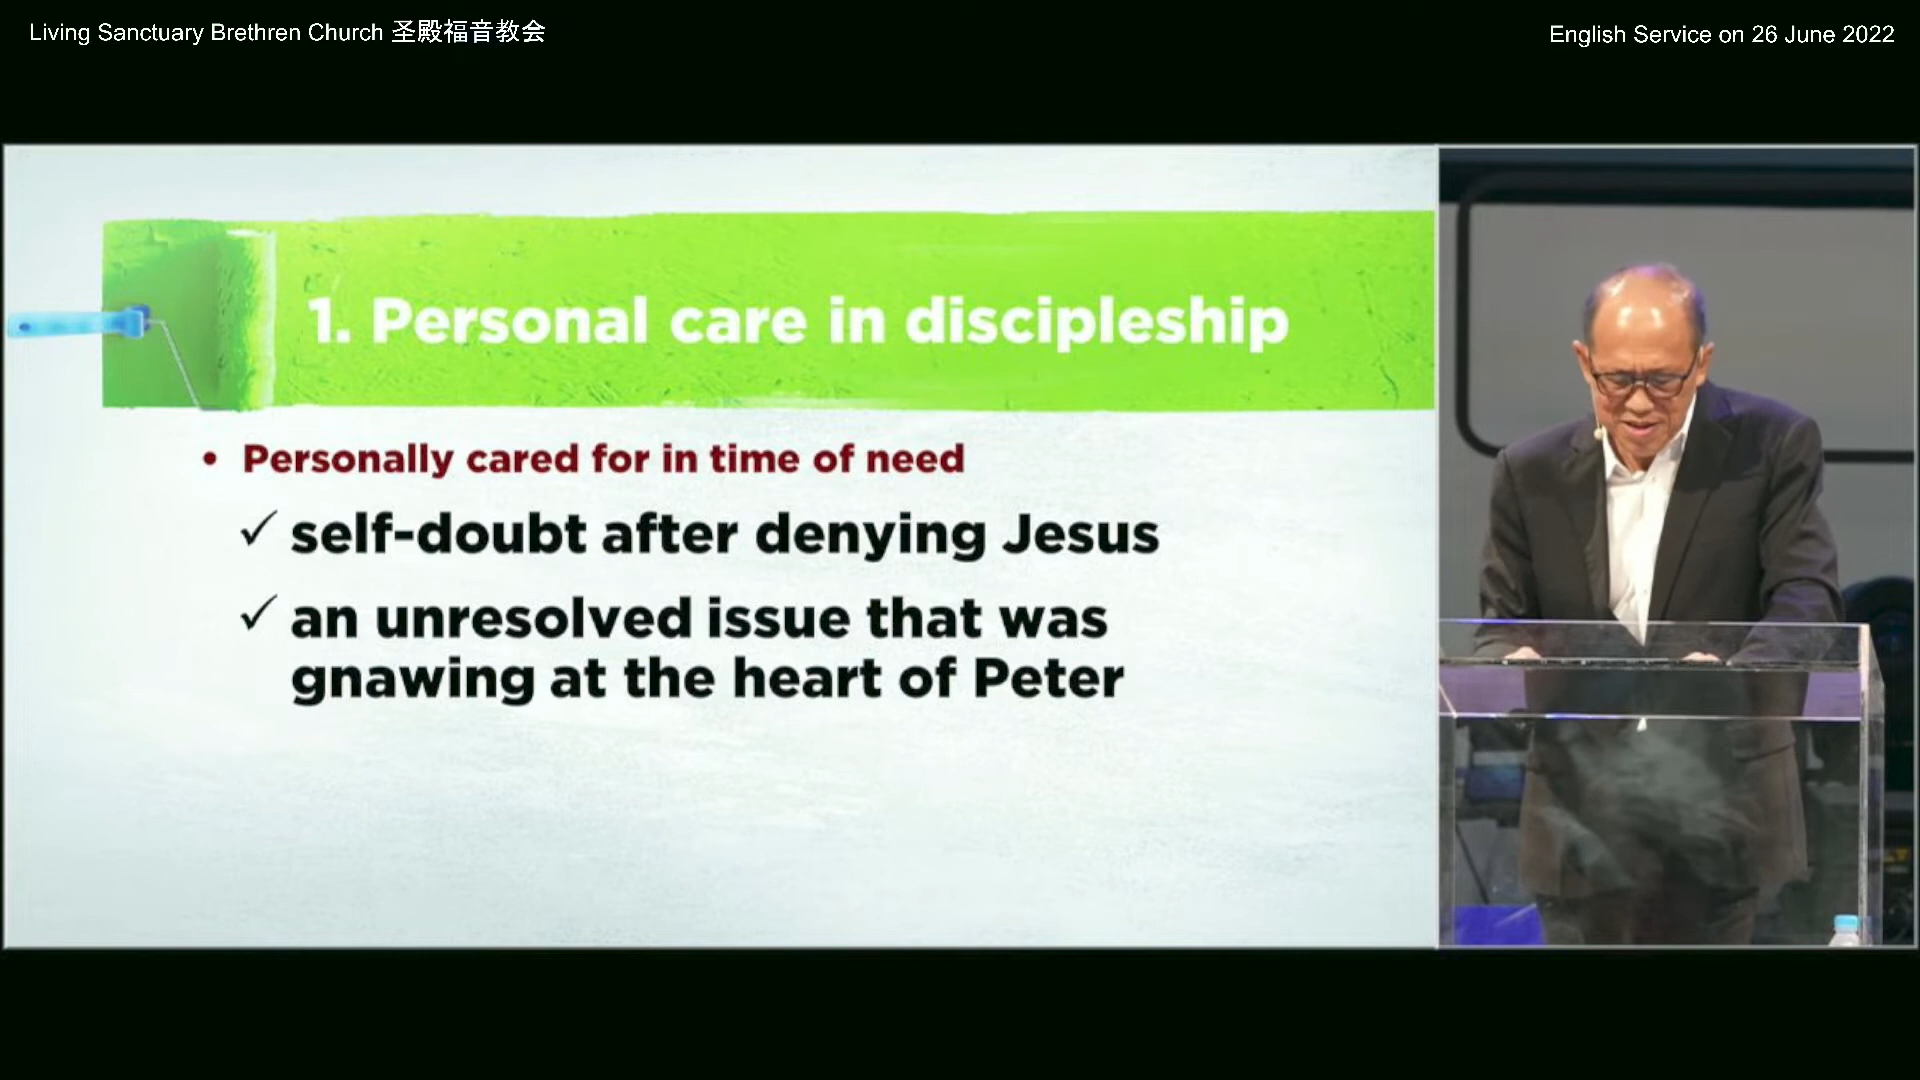 Living Sanctuary Brethren Church 圣殿福音教会
English Service on 26 June 2022
1. Personal care in discipleship
• Personally cared for in time of need
✓ self-doubt after denying Jesus
✓ an unresolved issue that was
gnawing at the heart of Peter